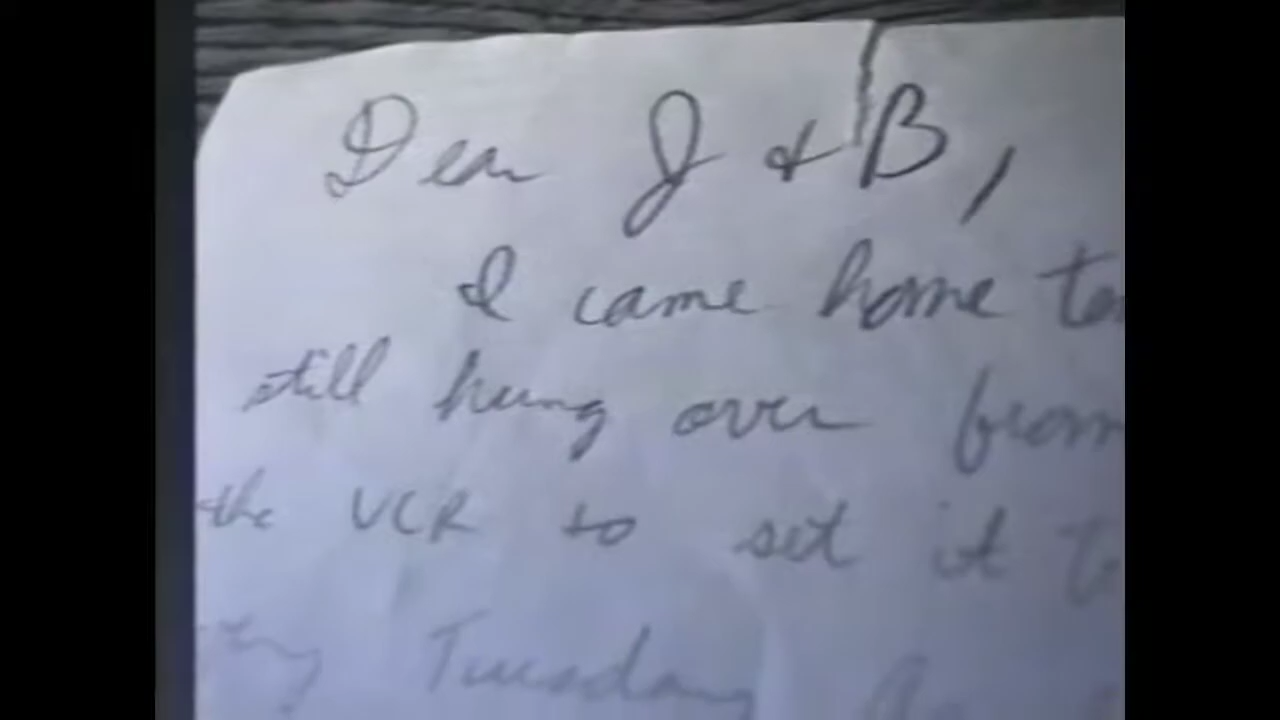 Dear J & B,
I came home
still hung over from
the VCR to set it
Tuesday